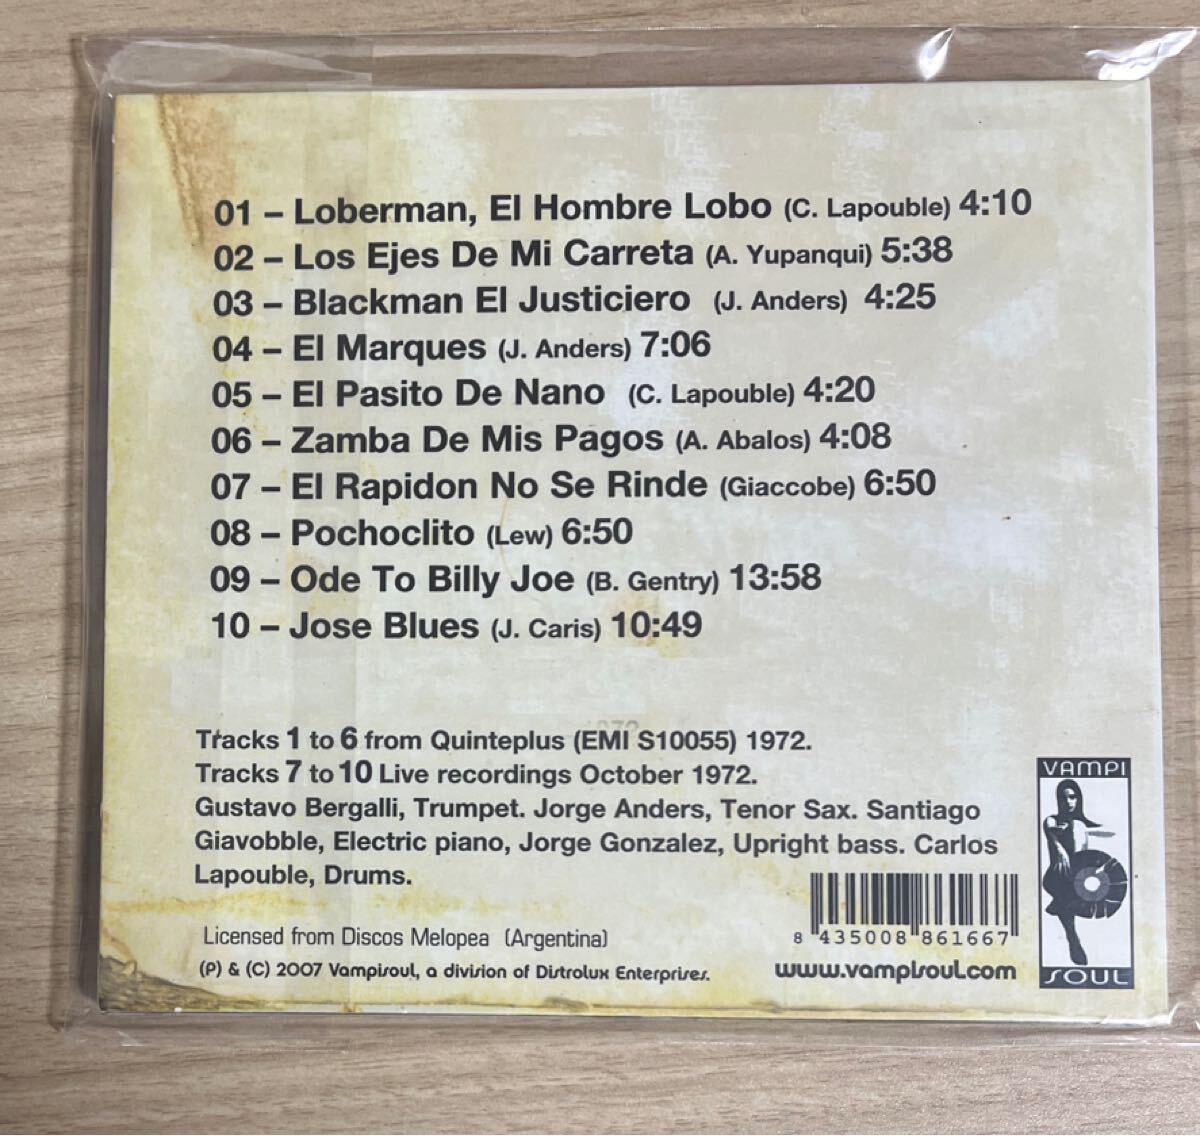 01 – Loberman, El Hombre Lobo (C. Lapouble) 4:10
02 – Los Ejes De Mi Carreta (A. Yupanqui) 5:38
03 – Blackman El Justiciero (J. Anders) 4:25
04 – El Marques (J. Anders) 7:06
05 – El Pasito De Nano (C. Lapouble) 4:20
06 – Zamba De Mis Pagos (A. Abalos) 4:08
07 – El Rapidon No Se Rinde (Giaccobe) 6:50
08 – Pochoclito (Lew) 6:50
09 – Ode To Billy Joe (B. Gentry) 13:58
10 – Jose Blues (J. Caris) 10:49
Tracks 1 to 6 from Quinteplus (EMI S10055) 1972.
Tracks 7 to 10 Live recordings October 1972.
Gustavo Bergalli, Trumpet. Jorge Anders, Tenor Sax. Santiago
Giavobble, Electric piano, Jorge Gonzalez, Upright bass. Carlos
Lapouble, Drums.
Licensed from Discos Melopea (Argentina)
(P) & (C) 2007 Vampisoul, a division of Distrolux Enterprises.
8 435008 861667
www.vampisoul.com
VAMPI
SOUL